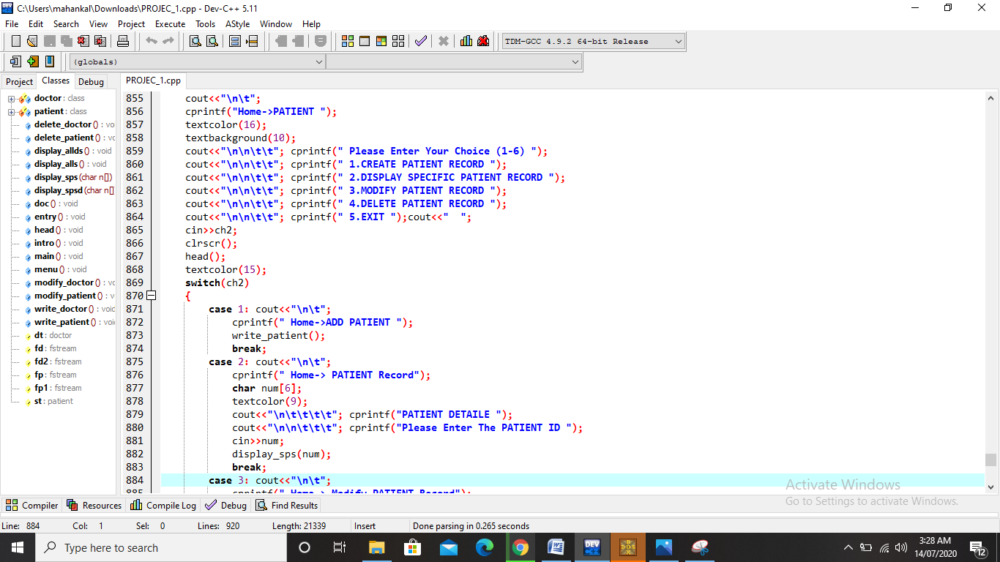 C:\Users\mahankal\Downloads\PROJEC_1.cpp - Dev-C++ 5.11
File Edit Search View Project Execute Tools AStyle Window Help
TDM-GCC 4.9.2 64-bit Release
(globals)
Project Classes Debug
PROJEC_1.cpp
doctor : class
patient : class
delete_doctor () : vo
delete_patient () : vo
display_allds () : void
display_alls () : void
display_sps (char n[])
display_spsd (char n[]
doc () : void
entry () : void
head () : void
intro () : void
main () : void
menu () : void
modify_doctor () : vo
modify_patient () : v
write_doctor () : void
write_patient () : voi
dt : doctor
fd : fstream
fd2 : fstream
fp : fstream
fp1 : fstream
st : patient
855 cout<<"\n\t";
856 cprintf("Home->PATIENT ");
857 textcolor(16);
858 textbackground(10);
859 cout<<"\n\n\t\t"; cprintf(" Please Enter Your Choice (1-6) ");
860 cout<<"\n\n\t\t"; cprintf(" 1.CREATE PATIENT RECORD ");
861 cout<<"\n\n\t\t"; cprintf(" 2.DISPLAY SPECIFIC PATIENT RECORD ");
862 cout<<"\n\n\t\t"; cprintf(" 3.MODIFY PATIENT RECORD ");
863 cout<<"\n\n\t\t"; cprintf(" 4.DELETE PATIENT RECORD ");
864 cout<<"\n\n\t\t"; cprintf(" 5.EXIT ");cout<<"  ";
865 cin>>ch2;
866 clrscr();
867 head();
868 textcolor(15);
869 switch(ch2)
870 {
871 case 1: cout<<"\n\t";
872 cprintf(" Home->ADD PATIENT ");
873 write_patient();
874 break;
875 case 2: cout<<"\n\t";
876 cprintf(" Home-> PATIENT Record");
877 char num[6];
878 textcolor(9);
879 cout<<"\n\t\t\t\t"; cprintf("PATIENT DETAILE ");
880 cout<<"\n\n\t\t\t"; cprintf("Please Enter The PATIENT ID ");
881 cin>>num;
882 display_sps(num);
883 break;
884 case 3: cout<<"\n\t";
885 cprintf(" Home-> Modify PATIENT Record");
Activate Windows
Go to Settings to activate Windows.
Compiler Resources Compile Log Debug Find Results
Line: 884 Col: 1 Sel: 0 Lines: 920 Length: 21339 Insert Done parsing in 0.265 seconds
Type here to search
3:28 AM
14/07/2020
12